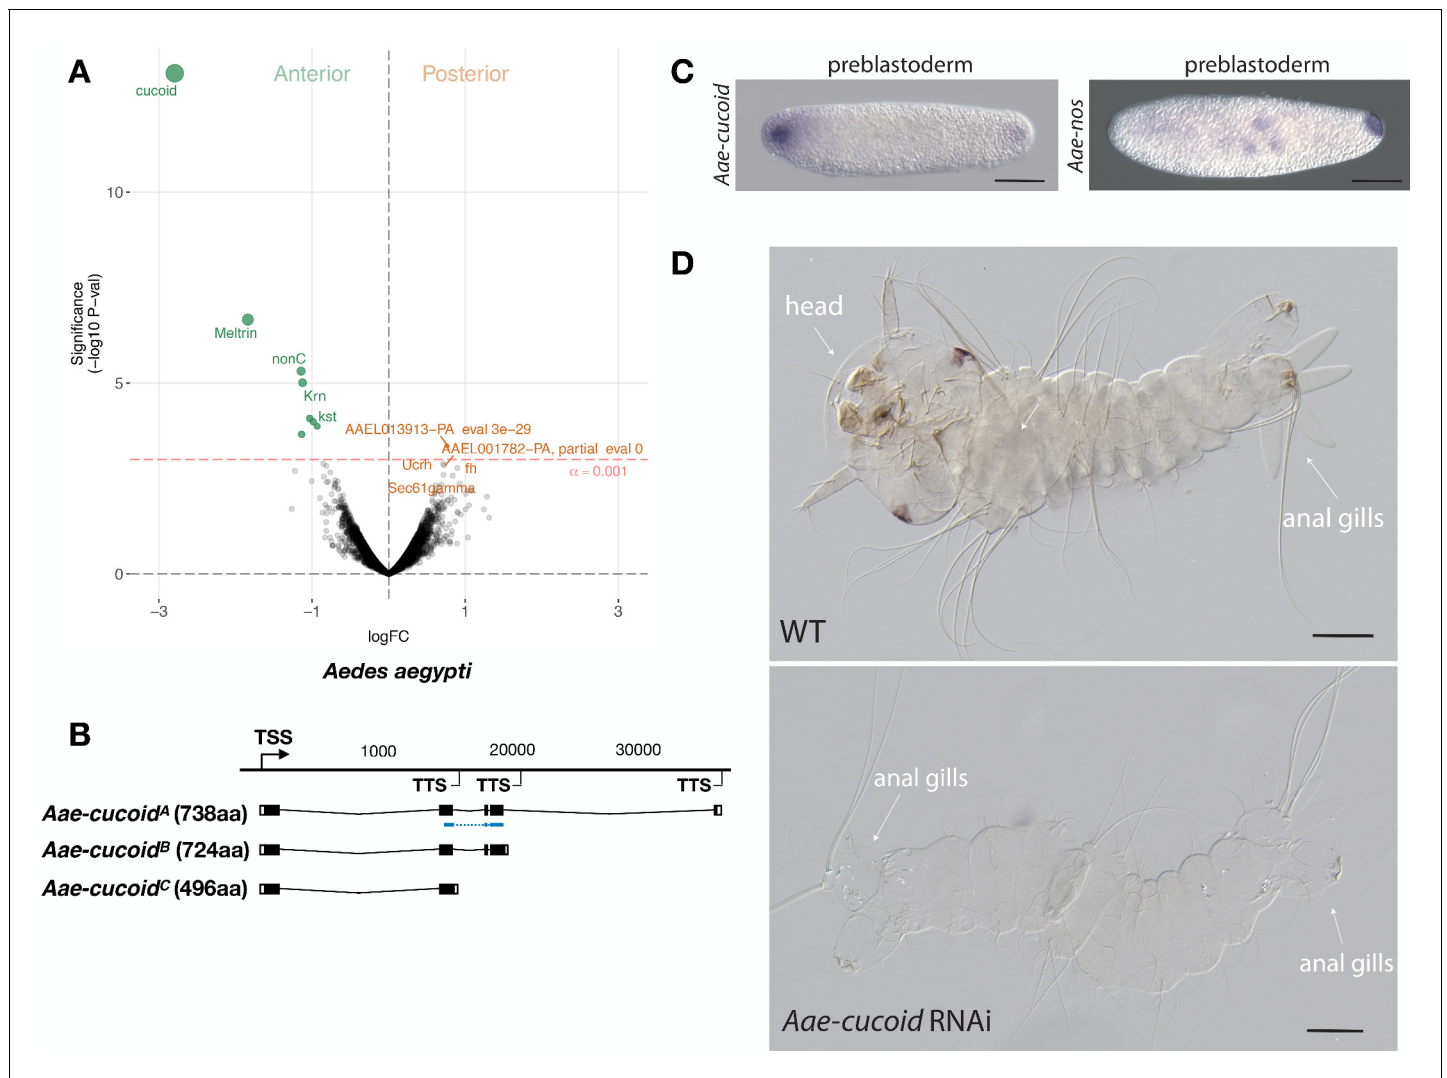 A
Anterior
Posterior
cucoid
10
Meltrin
nonC
5
Krn
kst
AAEL013913-PA eval 3e-29
AAEL001782-PA, partial eval 0
Ucrh
fh
α = 0.001
Sec61gamma
0
Significance
(-log10 P-val)
-3
-1
1
3
logFC
Aedes aegypti
B
TSS
1000
20000
30000
TTS
TTS
TTS
Aae-cucoidA (738aa)
Aae-cucoidB (724aa)
Aae-cucoidC (496aa)
C
preblastoderm
preblastoderm
Aae-cucoid
Aae-nos
D
head
anal gills
WT
anal gills
anal gills
Aae-cucoid RNAi